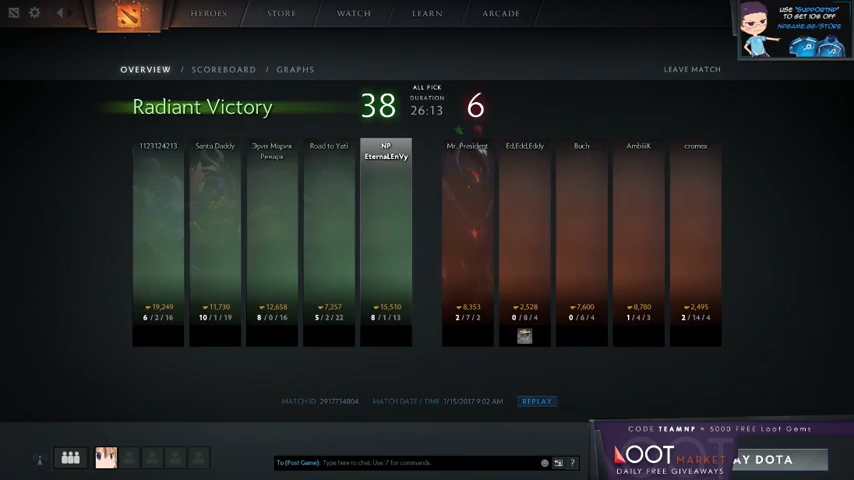 HEROES
STORE
WATCH
LEARN
ARCADE
USE "SUPPORTNP"
TO GET 10% OFF
NPGAME.GG/STORE
OVERVIEW / SCOREBOARD / GRAPHS
LEAVE MATCH
Radiant Victory
38
ALL PICK
DURATION
26:13
6
1123124213
Santa Daddy
Эрих Мария
Ремарк
Road to Yati
NP
EternaLEnVy
Mr. President
Ed,Edd,Eddy
Buch
AmbiiiK
cromex
19,249
11,730
12,658
7,257
15,510
8,353
2,528
7,600
8,780
2,495
6 / 2 / 16
10 / 1 / 19
8 / 0 / 16
5 / 2 / 22
8 / 1 / 13
2 / 7 / 2
0 / 8 / 4
0 / 6 / 4
1 / 4 / 3
2 / 14 / 4
MATCH ID 2917734804
MATCH DATE / TIME 1/15/2017 9:02 AM
REPLAY
CODE TEAMNP = 5000 FREE Loot Gems
LOOT MARKET
DAILY FREE GIVEAWAYS
AY DOTA
To (Post Game): Type here to chat. Use '/' for commands.
?